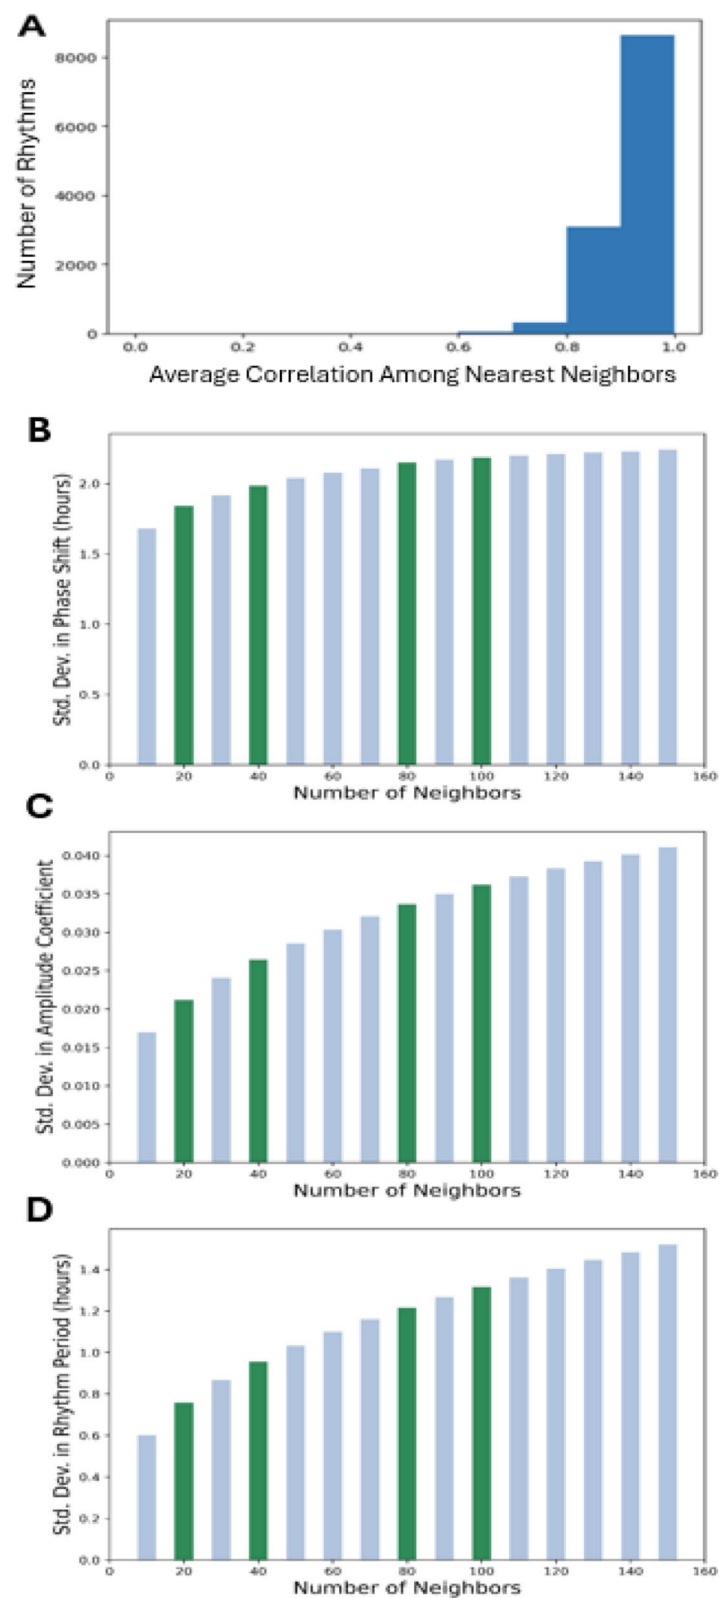 A
Number of Rhythms
8000
6000
4000
2000
0
0.0 0.2 0.4 0.6 0.8 1.0
Average Correlation Among Nearest Neighbors
B
Std. Dev. in Phase Shift (hours)
2.0
1.5
1.0
0.5
0.0
0 20 40 60 80 100 120 140 160
Number of Neighbors
C
Std. Dev. in Amplitude Coefficient
0.040
0.035
0.030
0.025
0.020
0.015
0.010
0.005
0.000
0 20 40 60 80 100 120 140 160
Number of Neighbors
D
Std. Dev. in Rhythm Period (hours)
1.4
1.2
1.0
0.8
0.6
0.4
0.2
0.0
0 20 40 60 80 100 120 140 160
Number of Neighbors